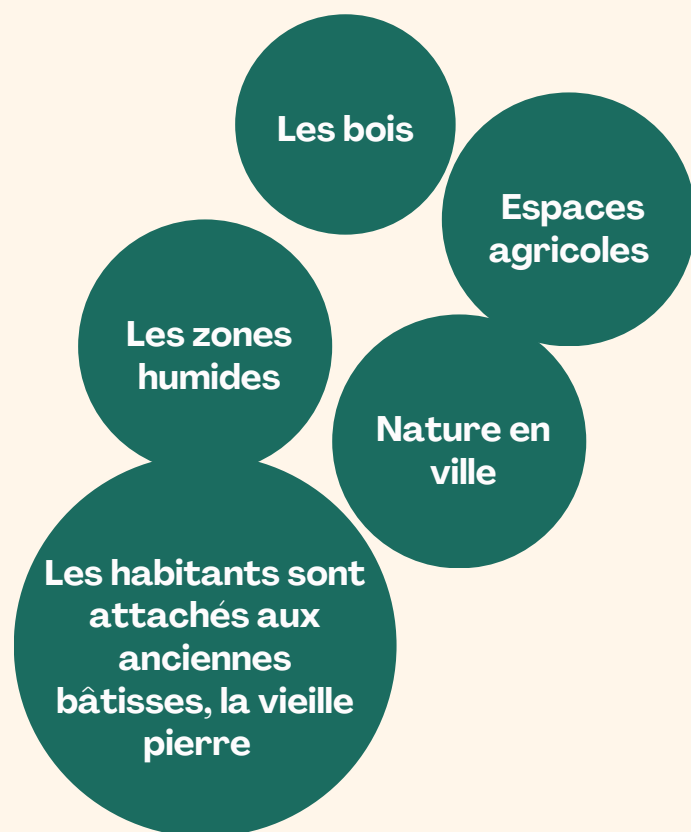 Les bois
Espaces
agricoles
Les zones
humides
Nature en
ville
Les habitants sont
attachés aux
anciennes
bâtisses, la vieille
pierre